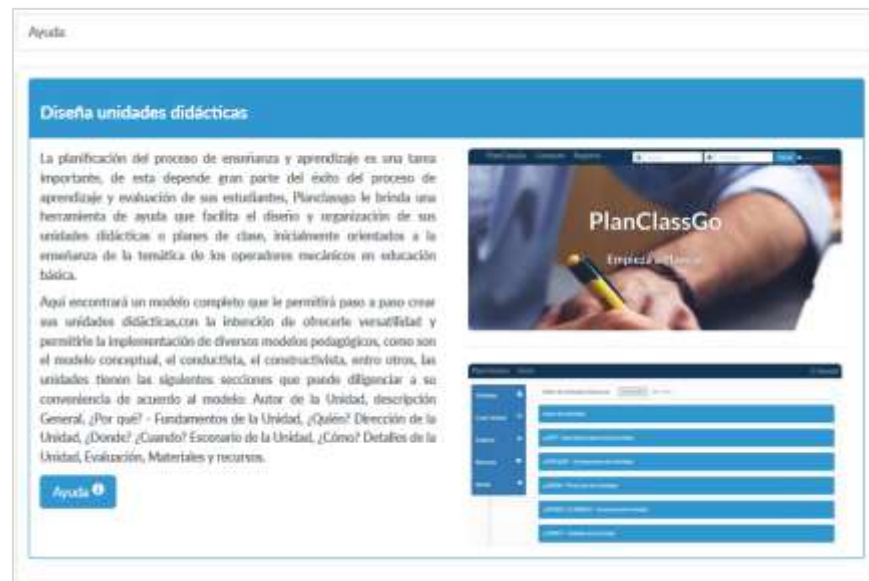 Ayuda
Diseña unidades didácticas
La planificación del proceso de enseñanza y aprendizaje es una tarea
importante, de esta depende gran parte del éxito del proceso de
aprendizaje y evaluación de sus estudiantes, Planclassgo le brinda una
herramienta de ayuda que facilita el diseño y organización de sus
unidades didácticas o planes de clase, inicialmente orientados a la
enseñanza de la temática de los operadores mecánicos en educación
básica.
Aquí encontrará un modelo completo que le permitirá paso a paso crear
sus unidades didácticas,con la intención de ofrecerle versatilidad y
permitirle la implementación de diversos modelos pedagógicos, como son
el modelo conceptual, el conductista, el constructivista, entre otros, las
unidades tienen las siguientes secciones que puede diligenciar a su
conveniencia de acuerdo al modelo: Autor de la Unidad, descripción
General, ¿Por qué? - Fundamentos de la Unidad, ¿Quién? Dirección de la
Unidad, ¿Donde? ¿Cuando? Escenario de la Unidad, ¿Cómo? Detalles de la
Unidad, Evaluación, Materiales y recursos.
Ayuda
PlanClassGo
Empieza a